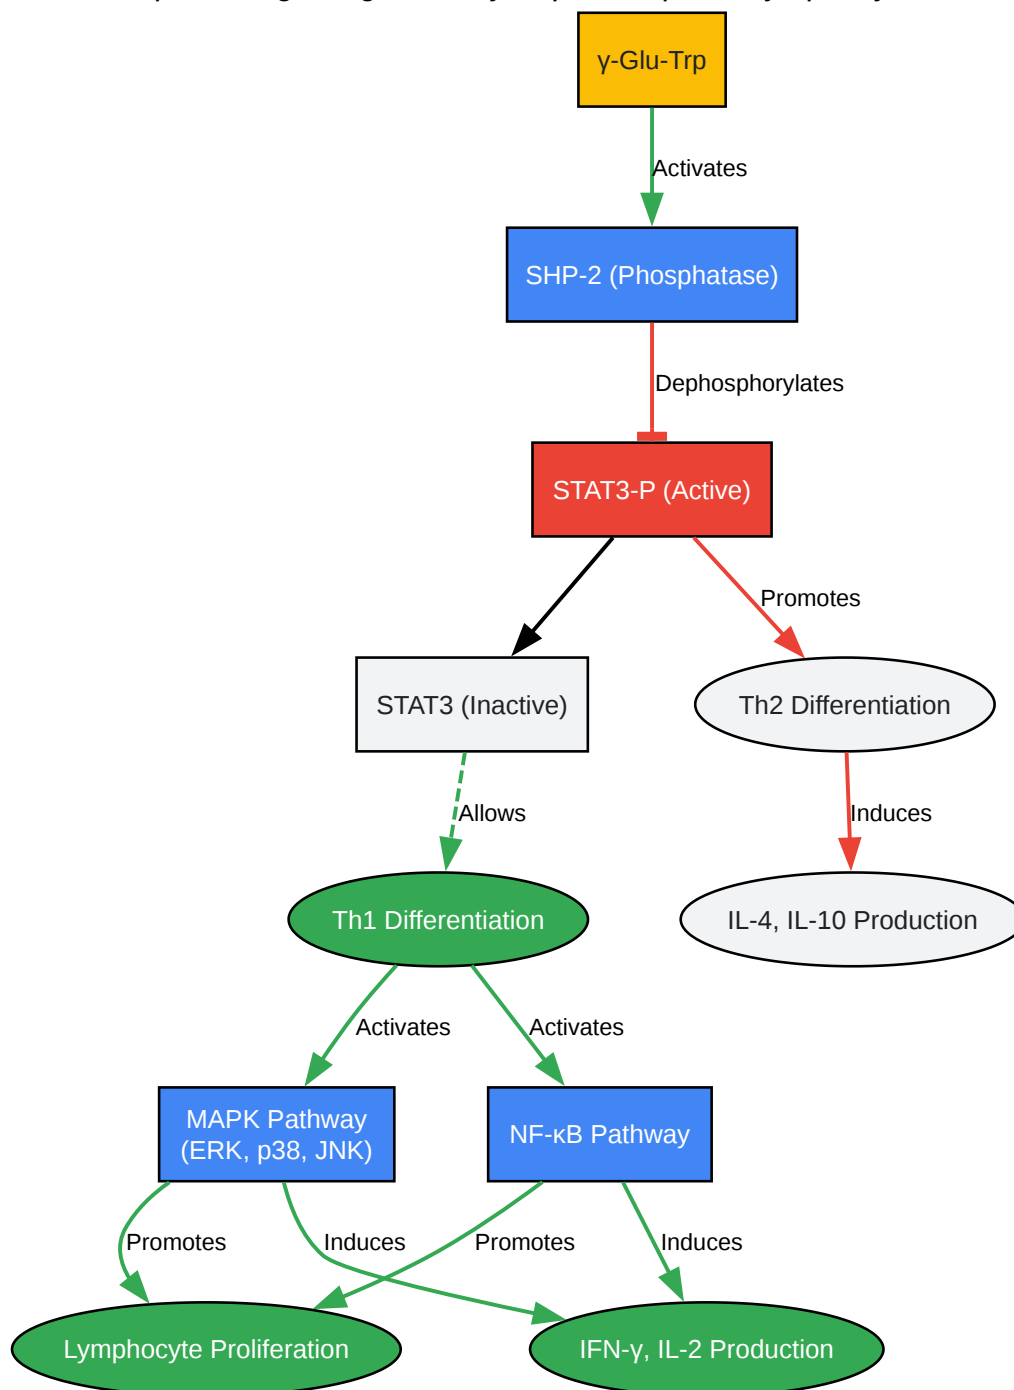 γ-Glu-Trp
Activates
SHP-2 (Phosphatase)
Dephosphorylates
STAT3-P (Active)
Promotes
STAT3 (Inactive)
Th2 Differentiation
Allows
Induces
Th1 Differentiation
IL-4, IL-10 Production
Activates
Activates
MAPK Pathway
(ERK, p38, JNK)
NF-κB Pathway
Promotes
Induces
Promotes
Induces
Lymphocyte Proliferation
IFN-γ, IL-2 Production